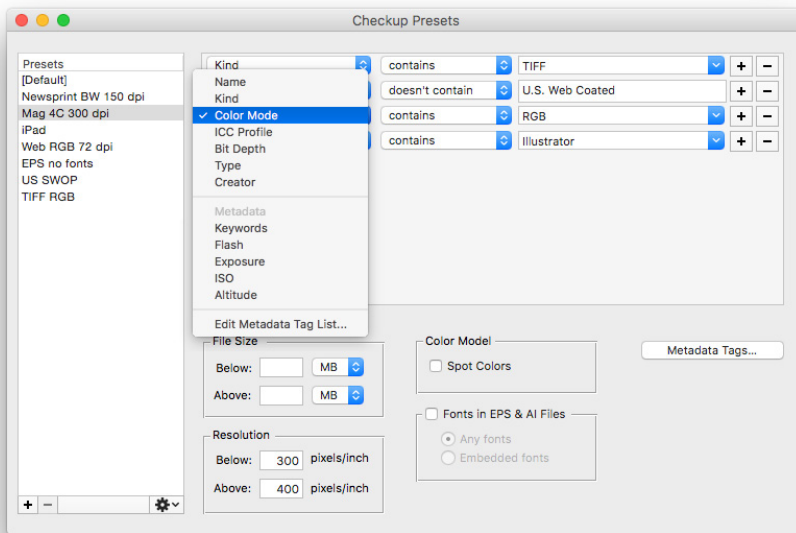 Checkup Presets
Presets
[Default]
Newsprint BW 150 dpi
Mag 4C 300 dpi
iPad
Web RGB 72 dpi
EPS no fonts
US SWOP
TIFF RGB
Kind contains TIFF + −
doesn't contain U.S. Web Coated + −
contains RGB + −
contains Illustrator + −
Name
Kind
✓ Color Mode
ICC Profile
Bit Depth
Type
Creator
Metadata
Keywords
Flash
Exposure
ISO
Altitude
Edit Metadata Tag List...
File Size
Below: MB
Above: MB
Resolution
Below: 300 pixels/inch
Above: 400 pixels/inch
Color Model
Spot Colors
Fonts in EPS & AI Files
Any fonts
Embedded fonts
Metadata Tags...
+ −